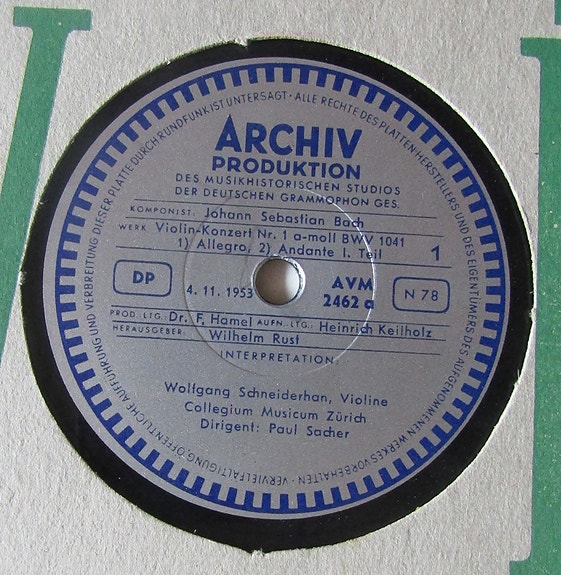 VERVIELFÄLTIGUNG, ÖFFENTLICHE AUFFÜHRUNG UND VERBREITUNG DIESER PLATTE DURCH RUNDFUNK IST UNTERSAGT · ALLE RECHTE DES PLATTENHERSTELLERS UND DES EIGENTÜMERS DES AUFGENOMMENEN WERKES VORBEHALTEN ·
ARCHIV
PRODUKTION
DES MUSIKHISTORISCHEN STUDIOS
DER DEUTSCHEN GRAMMOPHON GES.
KOMPONIST: Johann Sebastian Bach
WERK Violin-Konzert Nr. 1 a-moll BWV 1041
1) Allegro, 2) Andante I. Teil
1
DP
4. 11. 1953
AVM
2462 a
N 78
PROD. LTG.: Dr. F. Hamel AUFN. LTG.: Heinrich Keilholz
HERAUSGEBER: Wilhelm Rust
INTERPRETATION:
Wolfgang Schneiderhan, Violine
Collegium Musicum Zürich
Dirigent: Paul Sacher